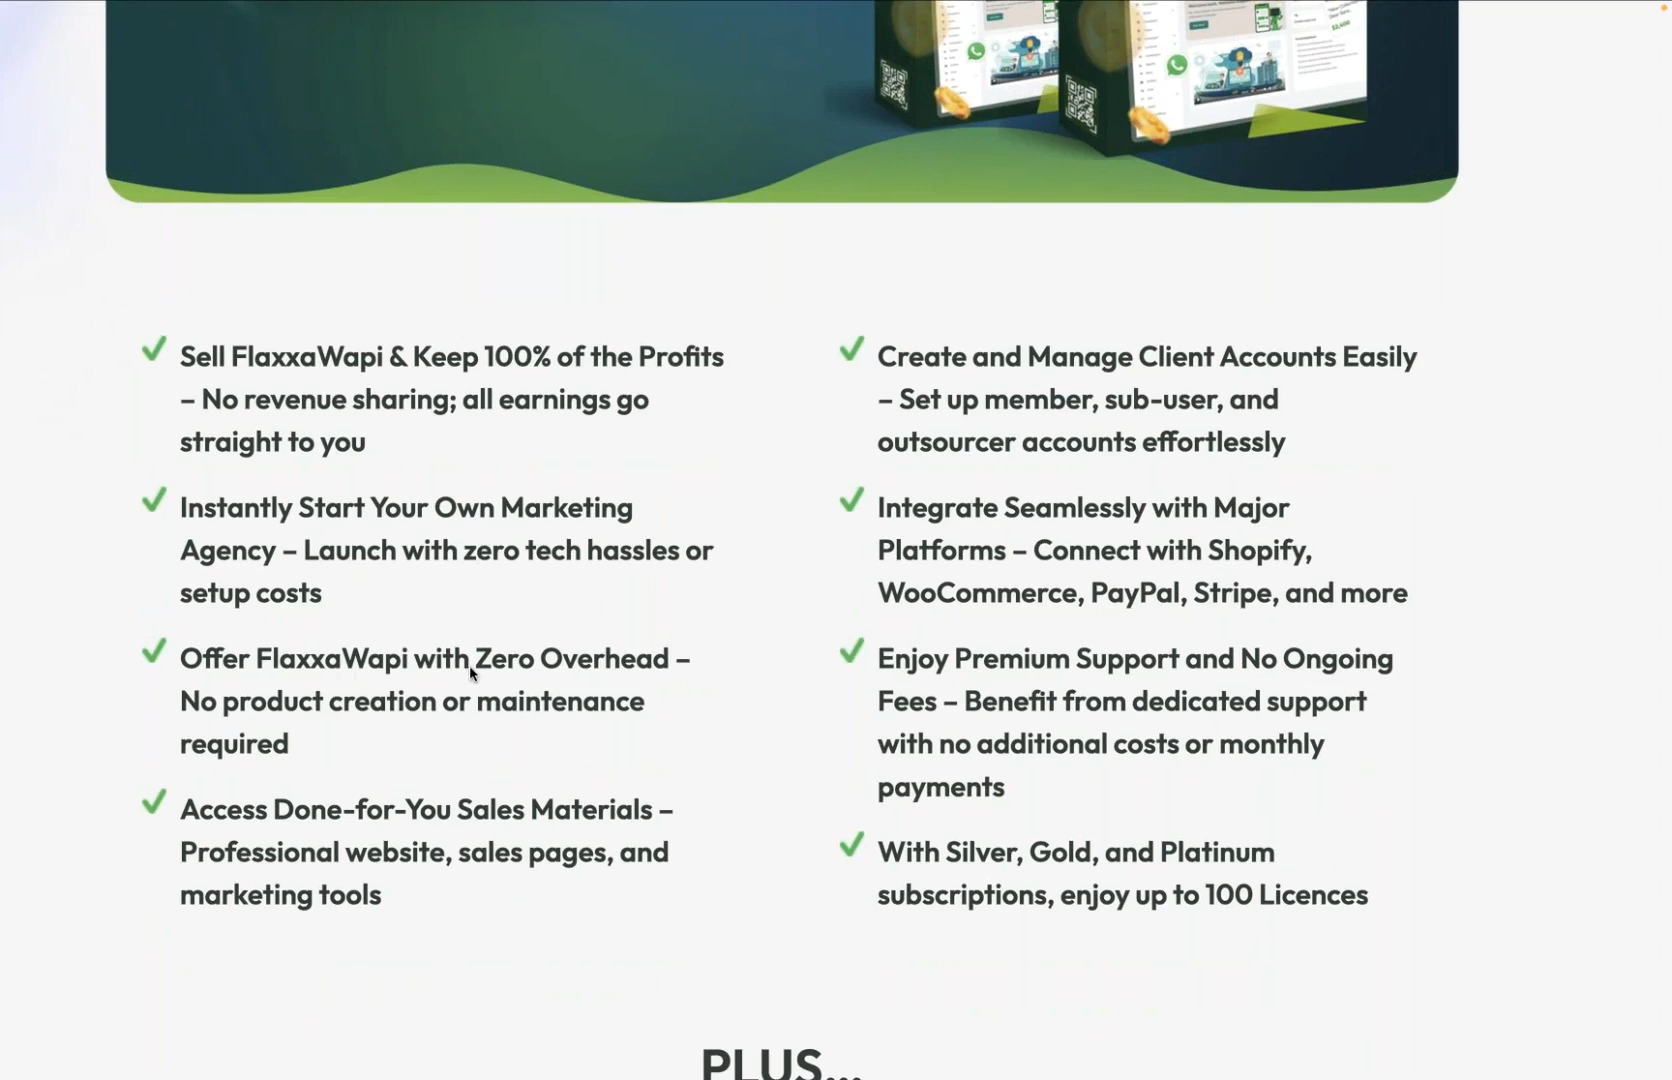 Sell FlaxxaWapi & Keep 100% of the Profits
– No revenue sharing; all earnings go
straight to you
Instantly Start Your Own Marketing
Agency – Launch with zero tech hassles or
setup costs
Offer FlaxxaWapi with Zero Overhead –
No product creation or maintenance
required
Access Done-for-You Sales Materials –
Professional website, sales pages, and
marketing tools
Create and Manage Client Accounts Easily
– Set up member, sub-user, and
outsourcer accounts effortlessly
Integrate Seamlessly with Major
Platforms – Connect with Shopify,
WooCommerce, PayPal, Stripe, and more
Enjoy Premium Support and No Ongoing
Fees – Benefit from dedicated support
with no additional costs or monthly
payments
With Silver, Gold, and Platinum
subscriptions, enjoy up to 100 Licences
PLUS...